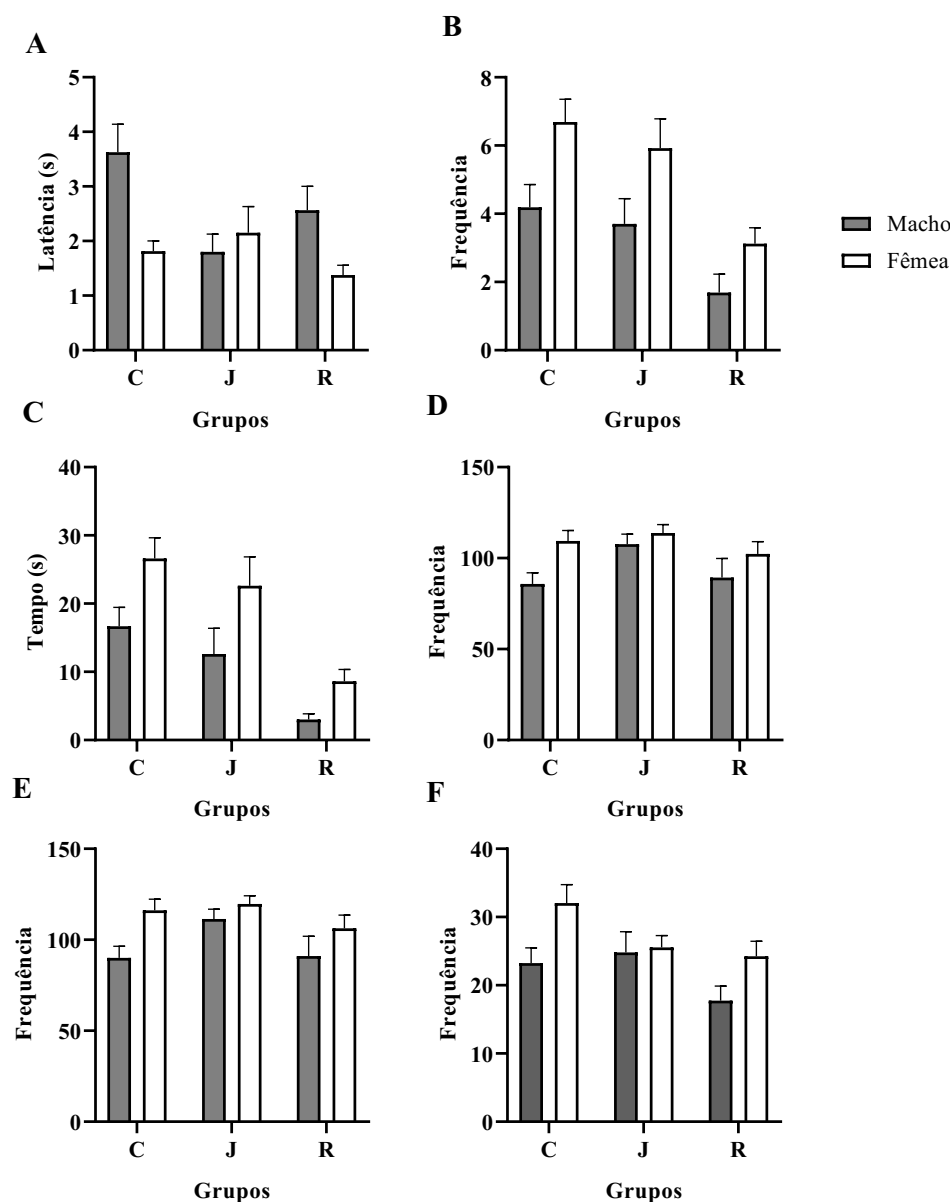 A
Latência (s)
5
4
3
2
1
0
C J R
Grupos
B
Frequência
8
6
4
2
0
C J R
Grupos
Macho
Fêmea
C
Tempo (s)
40
30
20
10
0
C J R
Grupos
D
Frequência
150
100
50
0
C J R
Grupos
E
Frequência
150
100
50
0
C J R
Grupos
F
Frequência
40
30
20
10
0
C J R
Grupos